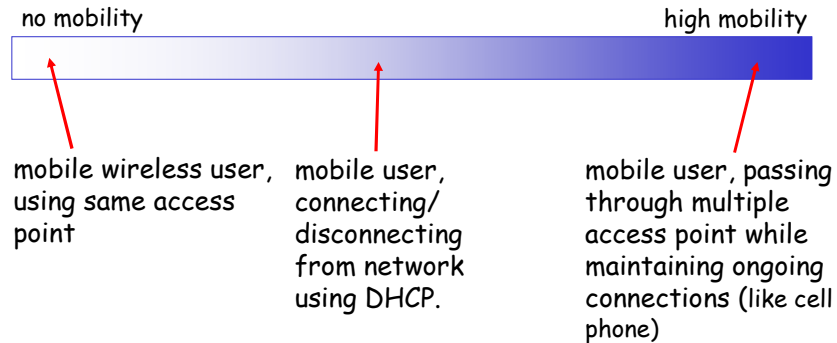 no mobility
high mobility
mobile wireless user,
using same access
point
mobile user,
connecting/
disconnecting
from network
using DHCP.
mobile user, passing
through multiple
access point while
maintaining ongoing
connections (like cell
phone)